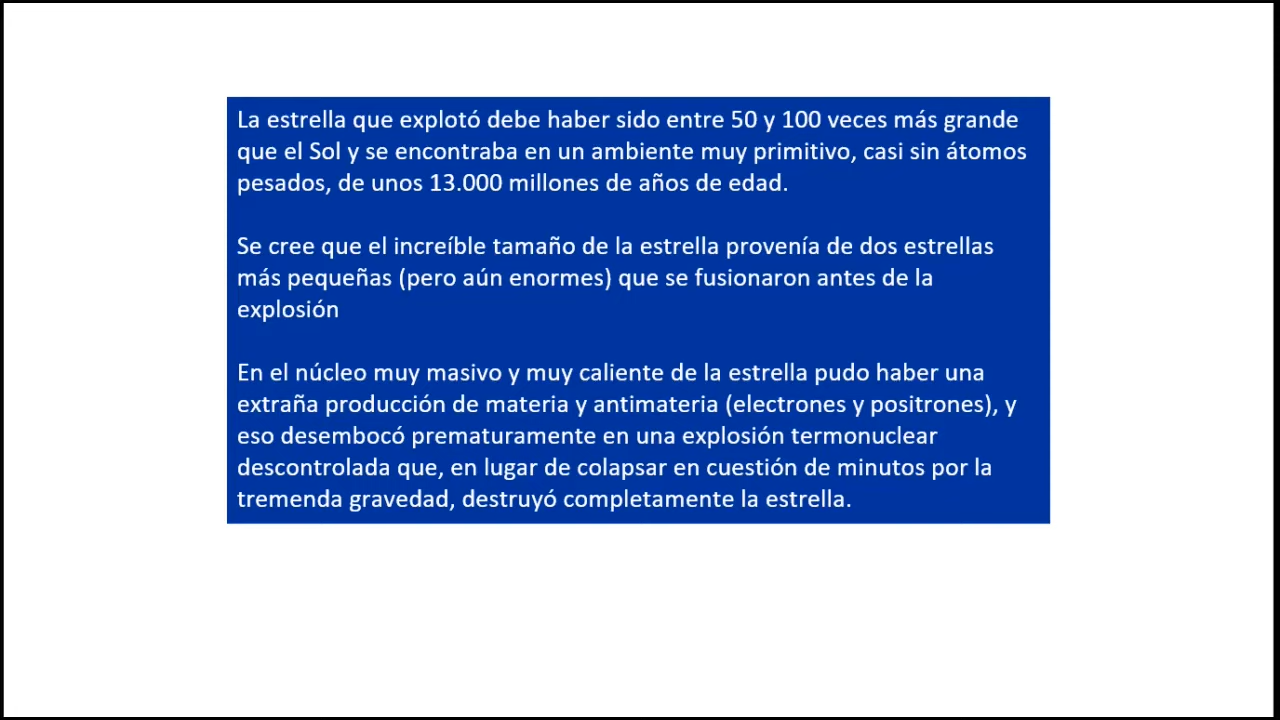 La estrella que explotó debe haber sido entre 50 y 100 veces más grande
que el Sol y se encontraba en un ambiente muy primitivo, casi sin átomos
pesados, de unos 13.000 millones de años de edad.
Se cree que el increíble tamaño de la estrella provenía de dos estrellas
más pequeñas (pero aún enormes) que se fusionaron antes de la
explosión
En el núcleo muy masivo y muy caliente de la estrella pudo haber una
extraña producción de materia y antimateria (electrones y positrones), y
eso desembocó prematuramente en una explosión termonuclear
descontrolada que, en lugar de colapsar en cuestión de minutos por la
tremenda gravedad, destruyó completamente la estrella.